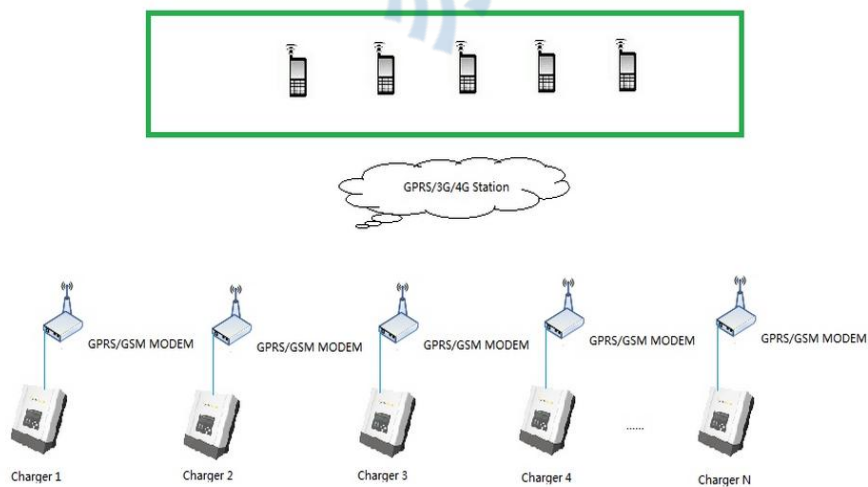 GPRS/3G/4G Station
GPRS/GSM MODEM
GPRS/GSM MODEM
GPRS/GSM MODEM
GPRS/GSM MODEM
GPRS/GSM MODEM
......
Charger 1
Charger 2
Charger 3
Charger 4
Charger N